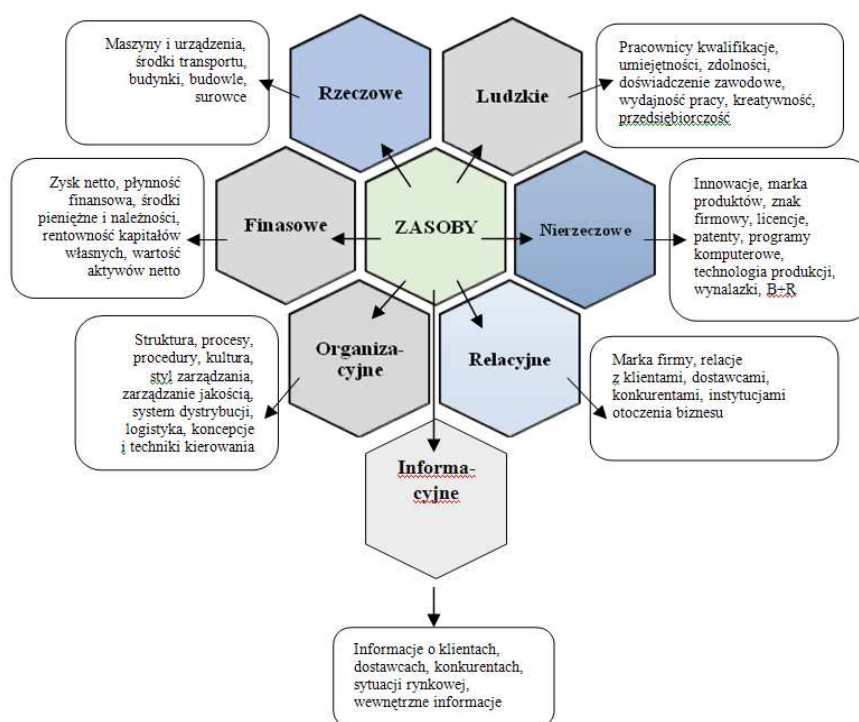 Maszyny i urządzenia,
środki transportu,
budynki, budowle,
surowce
Rzeczowe
Ludzkie
Pracownicy kwalifikacje,
umiejętności, zdolności,
doświadczenie zawodowe,
wydajność pracy, kreatywność,
przedsiębiorczość
Zysk netto, płynność
finansowa, środki
pieniężne i należności,
rentowność kapitałów
własnych, wartość
aktywów netto
Finasowe
ZASOBY
Nierzeczowe
Innowacje, marka
produktów, znak
firmowy, licencje,
patenty, programy
komputerowe,
technologia produkcji,
wynalazki, B+R
Struktura, procesy,
procedury, kultura,
styl zarządzania,
zarządzanie jakością,
system dystrybucji,
logistyka, koncepcje
i techniki kierowania
Organiza-
cyjne
Relacyjne
Marka firmy, relacje
z klientami, dostawcami,
konkurentami, instytucjami
otoczenia biznesu
Informa-
cyjne
Informacje o klientach,
dostawcach, konkurentach,
sytuacji rynkowej,
wewnętrzne informacje